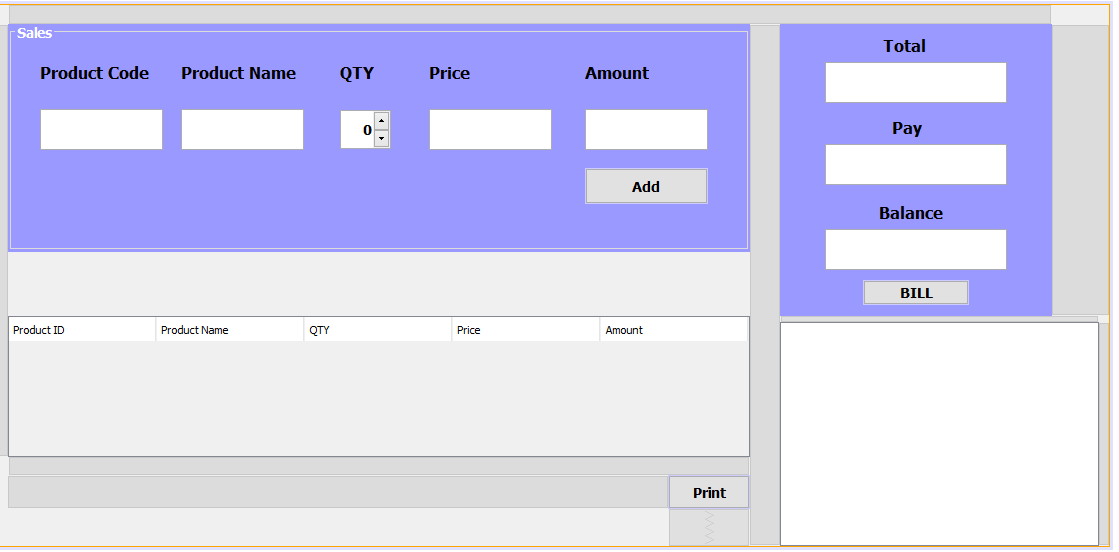 Sales
Product Code Product Name QTY Price Amount
0
Add
Total
Pay
Balance
BILL
Product ID Product Name QTY Price Amount
Print